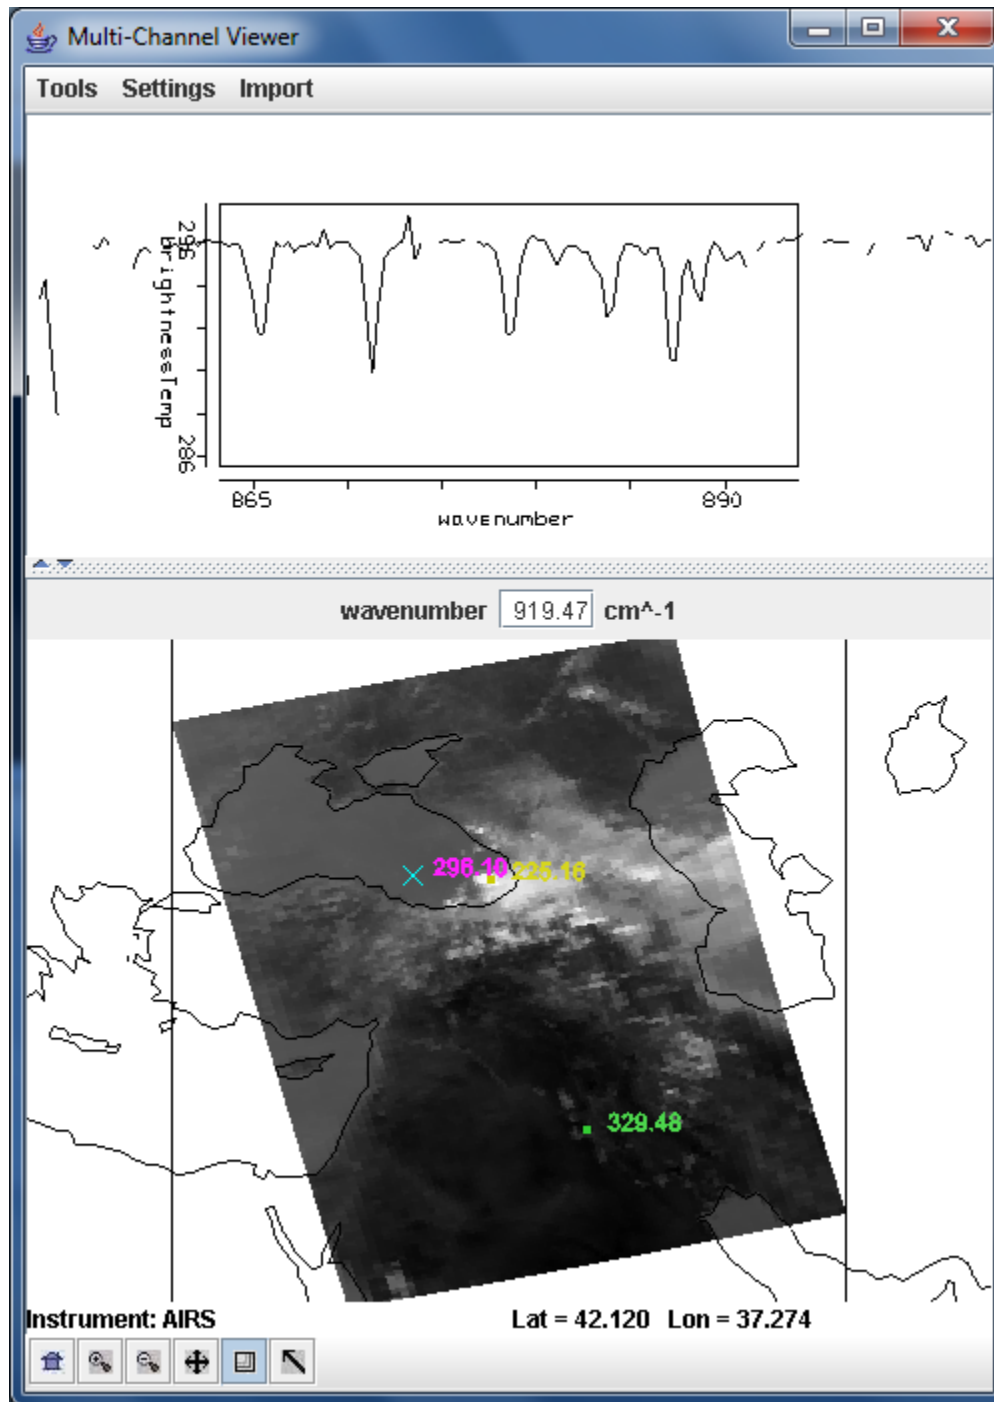 Multi-Channel Viewer
Tools Settings Import
296
brightnessTemp
286
865 890
wavenumber
wavenumber 919.47 cm^-1
296.10 225.16
329.48
Instrument: AIRS Lat = 42.120 Lon = 37.274